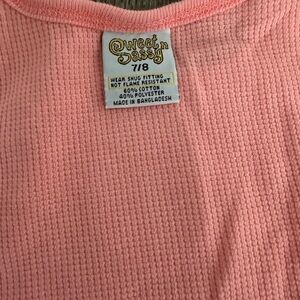 Sweet n
Sassy
7/8
WEAR SNUG FITTING
NOT FLAME RESISTANT
60% COTTON
40% POLYESTER
MADE IN BANGLADESH